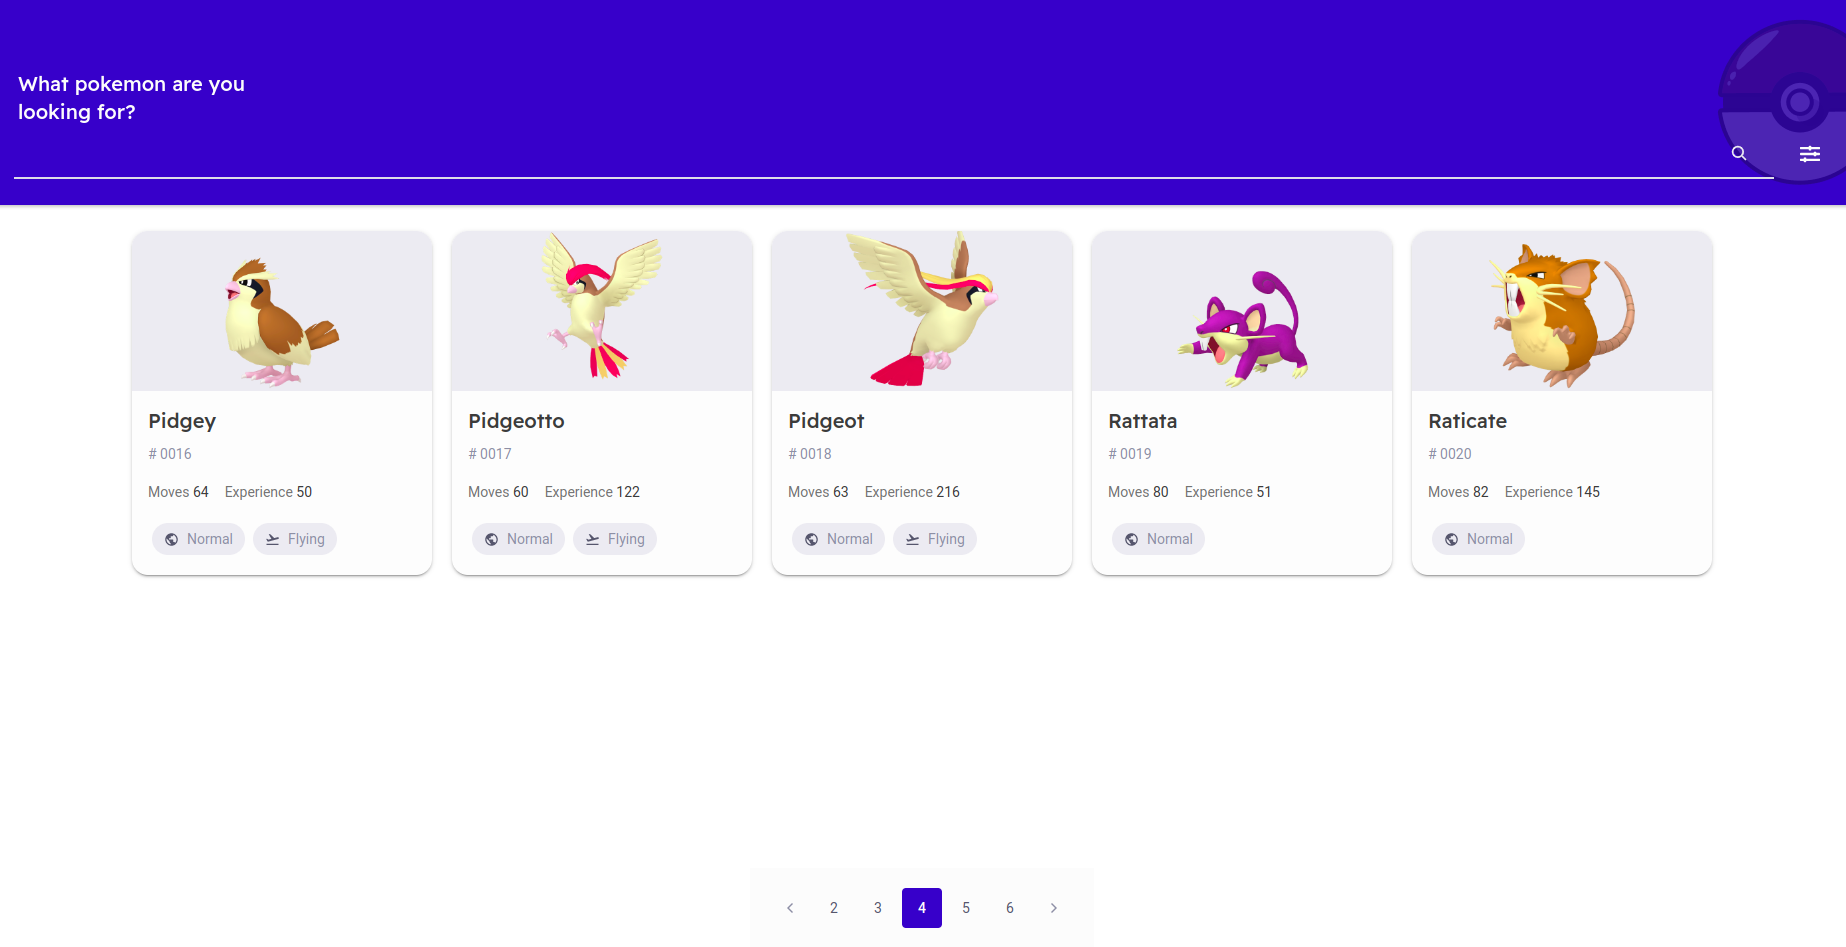 What pokemon are you
looking for?
Pidgey
# 0016
Moves 64 Experience 50
Normal Flying
Pidgeotto
# 0017
Moves 60 Experience 122
Normal Flying
Pidgeot
# 0018
Moves 63 Experience 216
Normal Flying
Rattata
# 0019
Moves 80 Experience 51
Normal
Raticate
# 0020
Moves 82 Experience 145
Normal
2 3 4 5 6